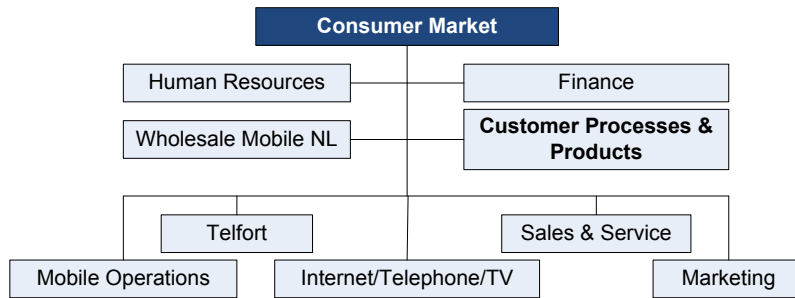 Consumer Market
Human Resources
Finance
Wholesale Mobile NL
Customer Processes &
Products
Telfort
Sales & Service
Mobile Operations
Internet/Telephone/TV
Marketing